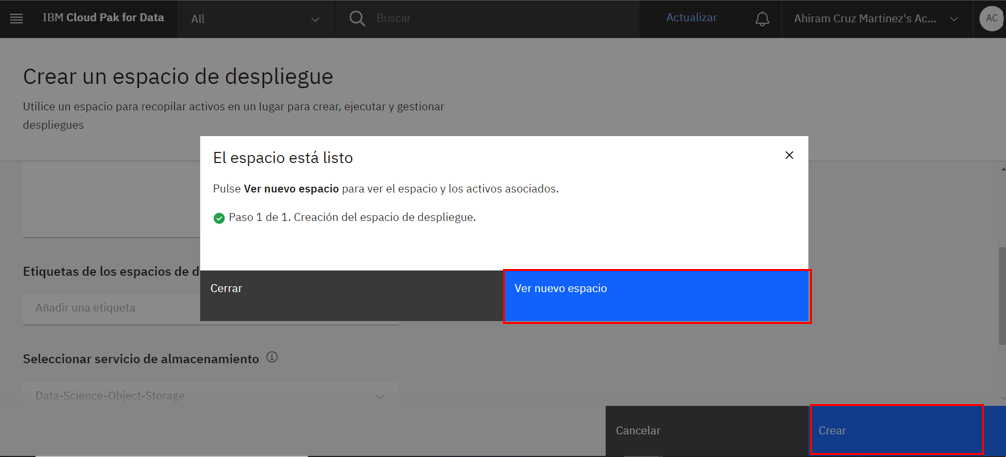 IBM Cloud Pak for Data
All
Buscar
Actualizar
Ahiram Cruz Martinez's Ac...
AC
Crear un espacio de despliegue
Utilice un espacio para recopilar activos en un lugar para crear, ejecutar y gestionar
despliegues
El espacio está listo
Pulse Ver nuevo espacio para ver el espacio y los activos asociados.
Paso 1 de 1. Creación del espacio de despliegue.
Cerrar
Ver nuevo espacio
Etiquetas de los espacios de d
Añadir una etiqueta
Seleccionar servicio de almacenamiento
Data-Science-Object-Storage
Cancelar
Crear